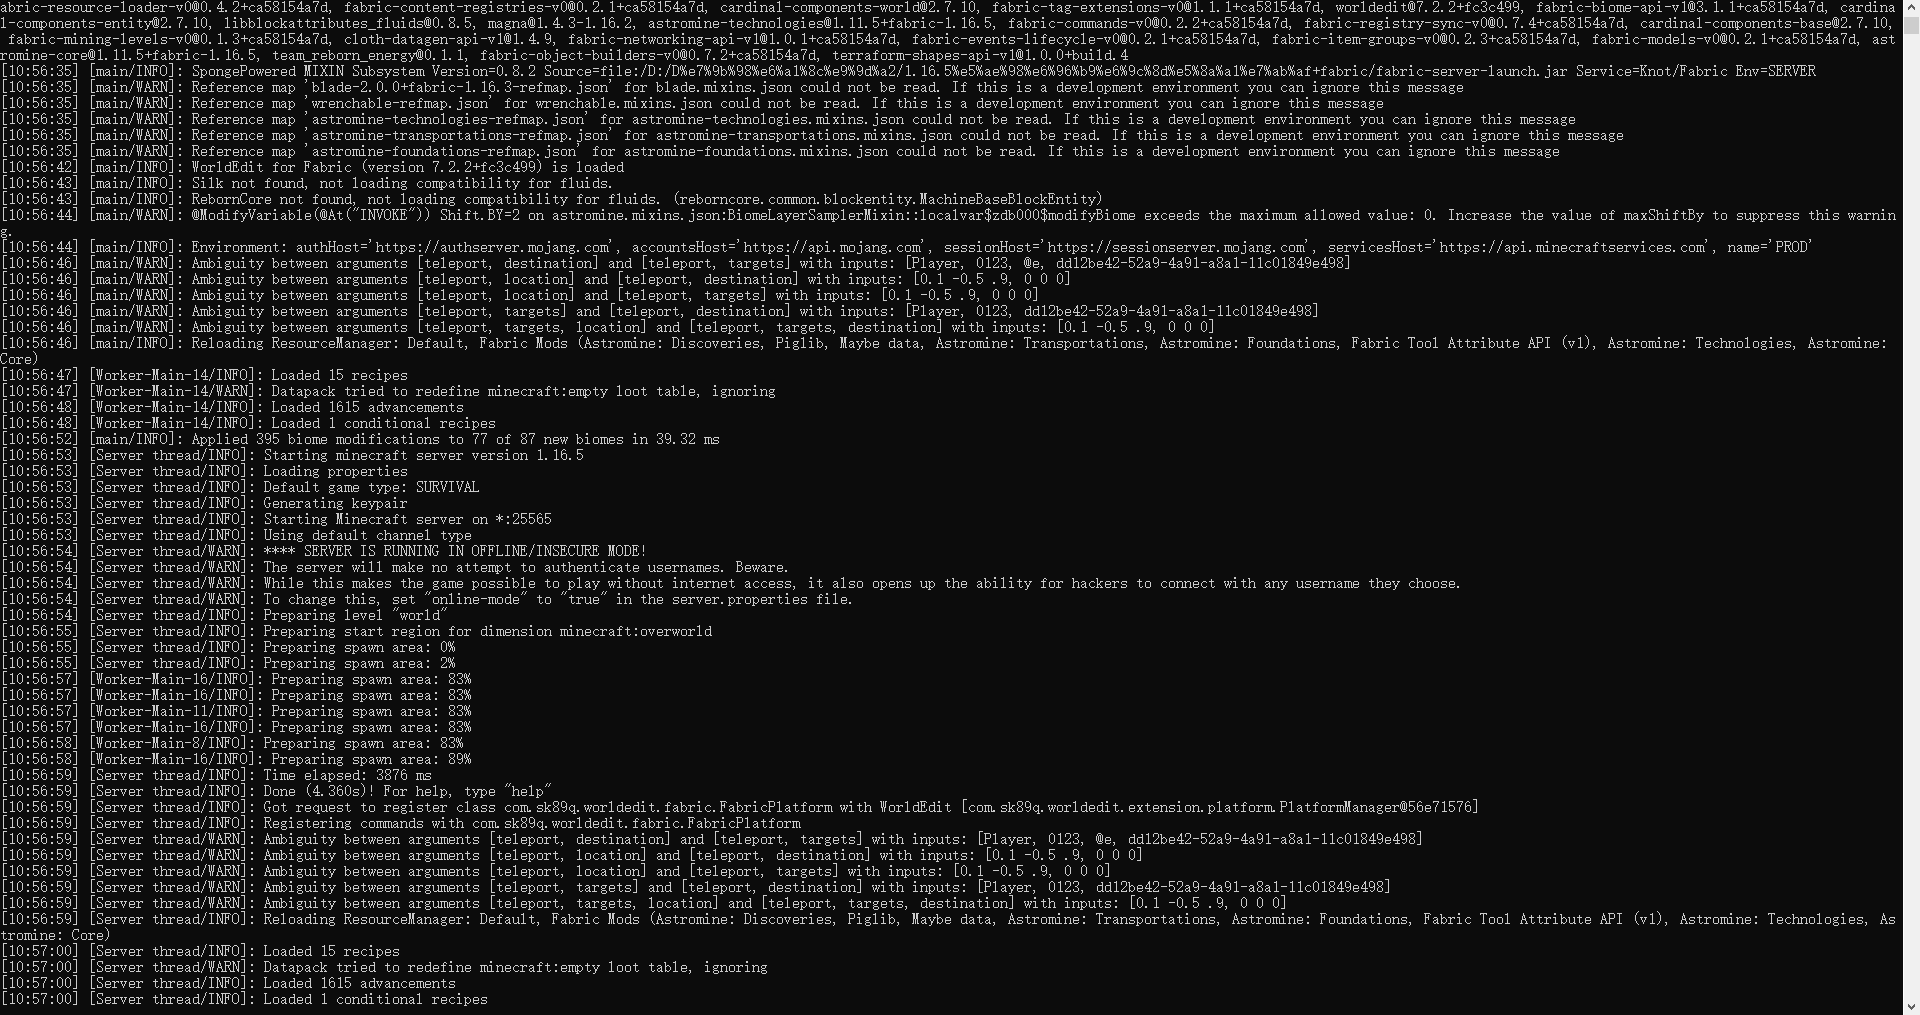 abric-resource-loader-v0@0.4.2+ca58154a7d, fabric-content-registries-v0@0.2.1+ca58154a7d, cardinal-components-world@2.7.10, fabric-tag-extensions-v0@1.1.1+ca58154a7d, worldedit@7.2.2+fc3c499, fabric-biome-api-v1@3.1.1+ca58154a7d, cardina
l-components-entity@2.7.10, libblockattributes_fluids@0.8.5, magna@1.4.3-1.16.2, astromine-technologies@1.11.5+fabric-1.16.5, fabric-commands-v0@0.2.2+ca58154a7d, fabric-registry-sync-v0@0.7.4+ca58154a7d, cardinal-components-base@2.7.10,
 fabric-mining-levels-v0@0.1.3+ca58154a7d, cloth-datagen-api-v1@1.4.9, fabric-networking-api-v1@1.0.1+ca58154a7d, fabric-events-lifecycle-v0@0.2.1+ca58154a7d, fabric-item-groups-v0@0.2.3+ca58154a7d, fabric-models-v0@0.2.1+ca58154a7d, ast
romine-core@1.11.5+fabric-1.16.5, team_reborn_energy@0.1.1, fabric-object-builders-v0@0.7.2+ca58154a7d, terraform-shapes-api-v1@1.0.0+build.4
[10:56:35] [main/INFO]: SpongePowered MIXIN Subsystem Version=0.8.2 Source=file:/D:/D%e7%9b%98%e6%a1%8c%e9%9d%a2/1.16.5%e5%ae%98%e6%96%b9%e6%9c%8d%e5%8a%a1%e7%ab%af+fabric/fabric-server-launch.jar Service=Knot/Fabric Env=SERVER
[10:56:35] [main/WARN]: Reference map 'blade-2.0.0+fabric-1.16.3-refmap.json' for blade.mixins.json could not be read. If this is a development environment you can ignore this message
[10:56:35] [main/WARN]: Reference map 'wrenchable-refmap.json' for wrenchable.mixins.json could not be read. If this is a development environment you can ignore this message
[10:56:35] [main/WARN]: Reference map 'astromine-technologies-refmap.json' for astromine-technologies.mixins.json could not be read. If this is a development environment you can ignore this message
[10:56:35] [main/WARN]: Reference map 'astromine-transportations-refmap.json' for astromine-transportations.mixins.json could not be read. If this is a development environment you can ignore this message
[10:56:35] [main/WARN]: Reference map 'astromine-foundations-refmap.json' for astromine-foundations.mixins.json could not be read. If this is a development environment you can ignore this message
[10:56:42] [main/INFO]: WorldEdit for Fabric (version 7.2.2+fc3c499) is loaded
[10:56:43] [main/INFO]: Silk not found, not loading compatibility for fluids.
[10:56:43] [main/INFO]: RebornCore not found, not loading compatibility for fluids. (reborncore.common.blockentity.MachineBaseBlockEntity)
[10:56:44] [main/WARN]: @ModifyVariable(@At("INVOKE")) Shift.BY=2 on astromine.mixins.json:BiomeLayerSamplerMixin::localvar$zdb000$modifyBiome exceeds the maximum allowed value: 0. Increase the value of maxShiftBy to suppress this warnin
g.
[10:56:44] [main/INFO]: Environment: authHost='https://authserver.mojang.com', accountsHost='https://api.mojang.com', sessionHost='https://sessionserver.mojang.com', servicesHost='https://api.minecraftservices.com', name='PROD'
[10:56:46] [main/WARN]: Ambiguity between arguments [teleport, destination] and [teleport, targets] with inputs: [Player, 0123, @e, dd12be42-52a9-4a91-a8a1-11c01849e498]
[10:56:46] [main/WARN]: Ambiguity between arguments [teleport, location] and [teleport, destination] with inputs: [0.1 -0.5 .9, 0 0 0]
[10:56:46] [main/WARN]: Ambiguity between arguments [teleport, location] and [teleport, targets] with inputs: [0.1 -0.5 .9, 0 0 0]
[10:56:46] [main/WARN]: Ambiguity between arguments [teleport, targets] and [teleport, destination] with inputs: [Player, 0123, dd12be42-52a9-4a91-a8a1-11c01849e498]
[10:56:46] [main/WARN]: Ambiguity between arguments [teleport, targets, location] and [teleport, targets, destination] with inputs: [0.1 -0.5 .9, 0 0 0]
[10:56:46] [main/INFO]: Reloading ResourceManager: Default, Fabric Mods (Astromine: Discoveries, Piglib, Maybe data, Astromine: Transportations, Astromine: Foundations, Fabric Tool Attribute API (v1), Astromine: Technologies, Astromine:
Core)
[10:56:47] [Worker-Main-14/INFO]: Loaded 15 recipes
[10:56:47] [Worker-Main-14/WARN]: Datapack tried to redefine minecraft:empty loot table, ignoring
[10:56:48] [Worker-Main-14/INFO]: Loaded 1615 advancements
[10:56:48] [Worker-Main-14/INFO]: Loaded 1 conditional recipes
[10:56:52] [main/INFO]: Applied 395 biome modifications to 77 of 87 new biomes in 39.32 ms
[10:56:53] [Server thread/INFO]: Starting minecraft server version 1.16.5
[10:56:53] [Server thread/INFO]: Loading properties
[10:56:53] [Server thread/INFO]: Default game type: SURVIVAL
[10:56:53] [Server thread/INFO]: Generating keypair
[10:56:53] [Server thread/INFO]: Starting Minecraft server on *:25565
[10:56:53] [Server thread/INFO]: Using default channel type
[10:56:54] [Server thread/WARN]: **** SERVER IS RUNNING IN OFFLINE/INSECURE MODE!
[10:56:54] [Server thread/WARN]: The server will make no attempt to authenticate usernames. Beware.
[10:56:54] [Server thread/WARN]: While this makes the game possible to play without internet access, it also opens up the ability for hackers to connect with any username they choose.
[10:56:54] [Server thread/WARN]: To change this, set "online-mode" to "true" in the server.properties file.
[10:56:54] [Server thread/INFO]: Preparing level "world"
[10:56:55] [Server thread/INFO]: Preparing start region for dimension minecraft:overworld
[10:56:55] [Server thread/INFO]: Preparing spawn area: 0%
[10:56:55] [Server thread/INFO]: Preparing spawn area: 2%
[10:56:57] [Worker-Main-16/INFO]: Preparing spawn area: 83%
[10:56:57] [Worker-Main-16/INFO]: Preparing spawn area: 83%
[10:56:57] [Worker-Main-11/INFO]: Preparing spawn area: 83%
[10:56:57] [Worker-Main-16/INFO]: Preparing spawn area: 83%
[10:56:58] [Worker-Main-8/INFO]: Preparing spawn area: 83%
[10:56:58] [Worker-Main-16/INFO]: Preparing spawn area: 89%
[10:56:59] [Server thread/INFO]: Time elapsed: 3876 ms
[10:56:59] [Server thread/INFO]: Done (4.360s)! For help, type "help"
[10:56:59] [Server thread/INFO]: Got request to register class com.sk89q.worldedit.fabric.FabricPlatform with WorldEdit [com.sk89q.worldedit.extension.platform.PlatformManager@56e71576]
[10:56:59] [Server thread/INFO]: Registering commands with com.sk89q.worldedit.fabric.FabricPlatform
[10:56:59] [Server thread/WARN]: Ambiguity between arguments [teleport, destination] and [teleport, targets] with inputs: [Player, 0123, @e, dd12be42-52a9-4a91-a8a1-11c01849e498]
[10:56:59] [Server thread/WARN]: Ambiguity between arguments [teleport, location] and [teleport, destination] with inputs: [0.1 -0.5 .9, 0 0 0]
[10:56:59] [Server thread/WARN]: Ambiguity between arguments [teleport, location] and [teleport, targets] with inputs: [0.1 -0.5 .9, 0 0 0]
[10:56:59] [Server thread/WARN]: Ambiguity between arguments [teleport, targets] and [teleport, destination] with inputs: [Player, 0123, dd12be42-52a9-4a91-a8a1-11c01849e498]
[10:56:59] [Server thread/WARN]: Ambiguity between arguments [teleport, targets, location] and [teleport, targets, destination] with inputs: [0.1 -0.5 .9, 0 0 0]
[10:56:59] [Server thread/INFO]: Reloading ResourceManager: Default, Fabric Mods (Astromine: Discoveries, Piglib, Maybe data, Astromine: Transportations, Astromine: Foundations, Fabric Tool Attribute API (v1), Astromine: Technologies, As
tromine: Core)
[10:57:00] [Server thread/INFO]: Loaded 15 recipes
[10:57:00] [Server thread/WARN]: Datapack tried to redefine minecraft:empty loot table, ignoring
[10:57:00] [Server thread/INFO]: Loaded 1615 advancements
[10:57:00] [Server thread/INFO]: Loaded 1 conditional recipes